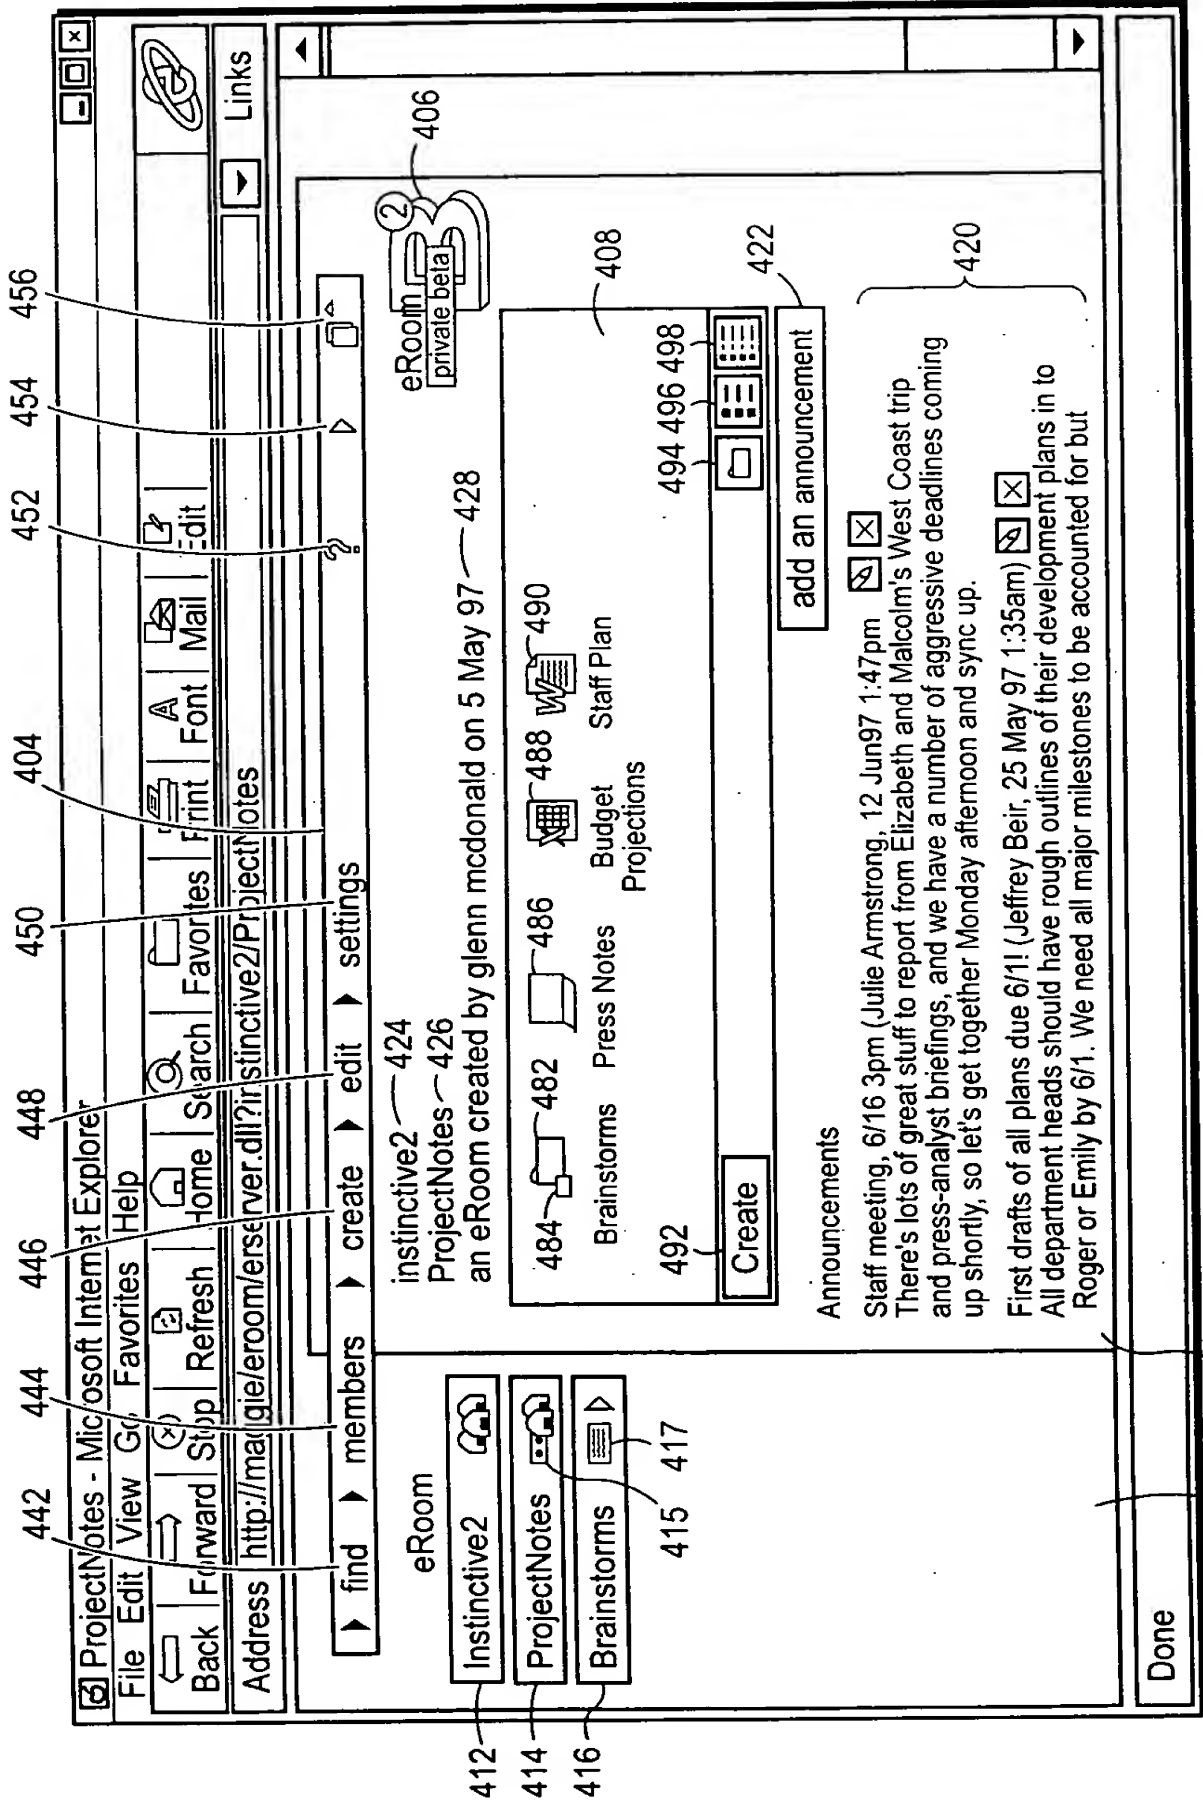 442 444 446 448 450 404 452 454 456
ProjectNotes - Microsoft Internet Explorer
File Edit View Go Favorites Help
Back Forward Stop Refresh Home Search Favorites Print Font Mail Edit
Address http://maggie/eroom/erserver.dll?instinctive2/ProjectNotes Links
find members create edit settings ?
eRoom
412 Instinctive2
414 ProjectNotes
415
416 Brainstorms
417
instinctive2 424
ProjectNotes 426
an eRoom created by glenn mcdonald on 5 May 97 428
eRoom 2 406
private beta
484 482 486 488 490
Brainstorms Press Notes Budget Projections Staff Plan
408
492 494 496 498
Create
add an announcement 422
Announcements
Staff meeting, 6/16 3pm (Julie Armstrong, 12 Jun97 1:47pm
There's lots of great stuff to report from Elizabeth and Malcolm's West Coast trip
and press-analyst briefings, and we have a number of aggressive deadlines coming
up shortly, so let's get together Monday afternoon and sync up.
420
First drafts of all plans due 6/1! (Jeffrey Beir, 25 May 97 1:35am)
All department heads should have rough outlines of their development plans in to
Roger or Emily by 6/1. We need all major milestones to be accounted for but
Done